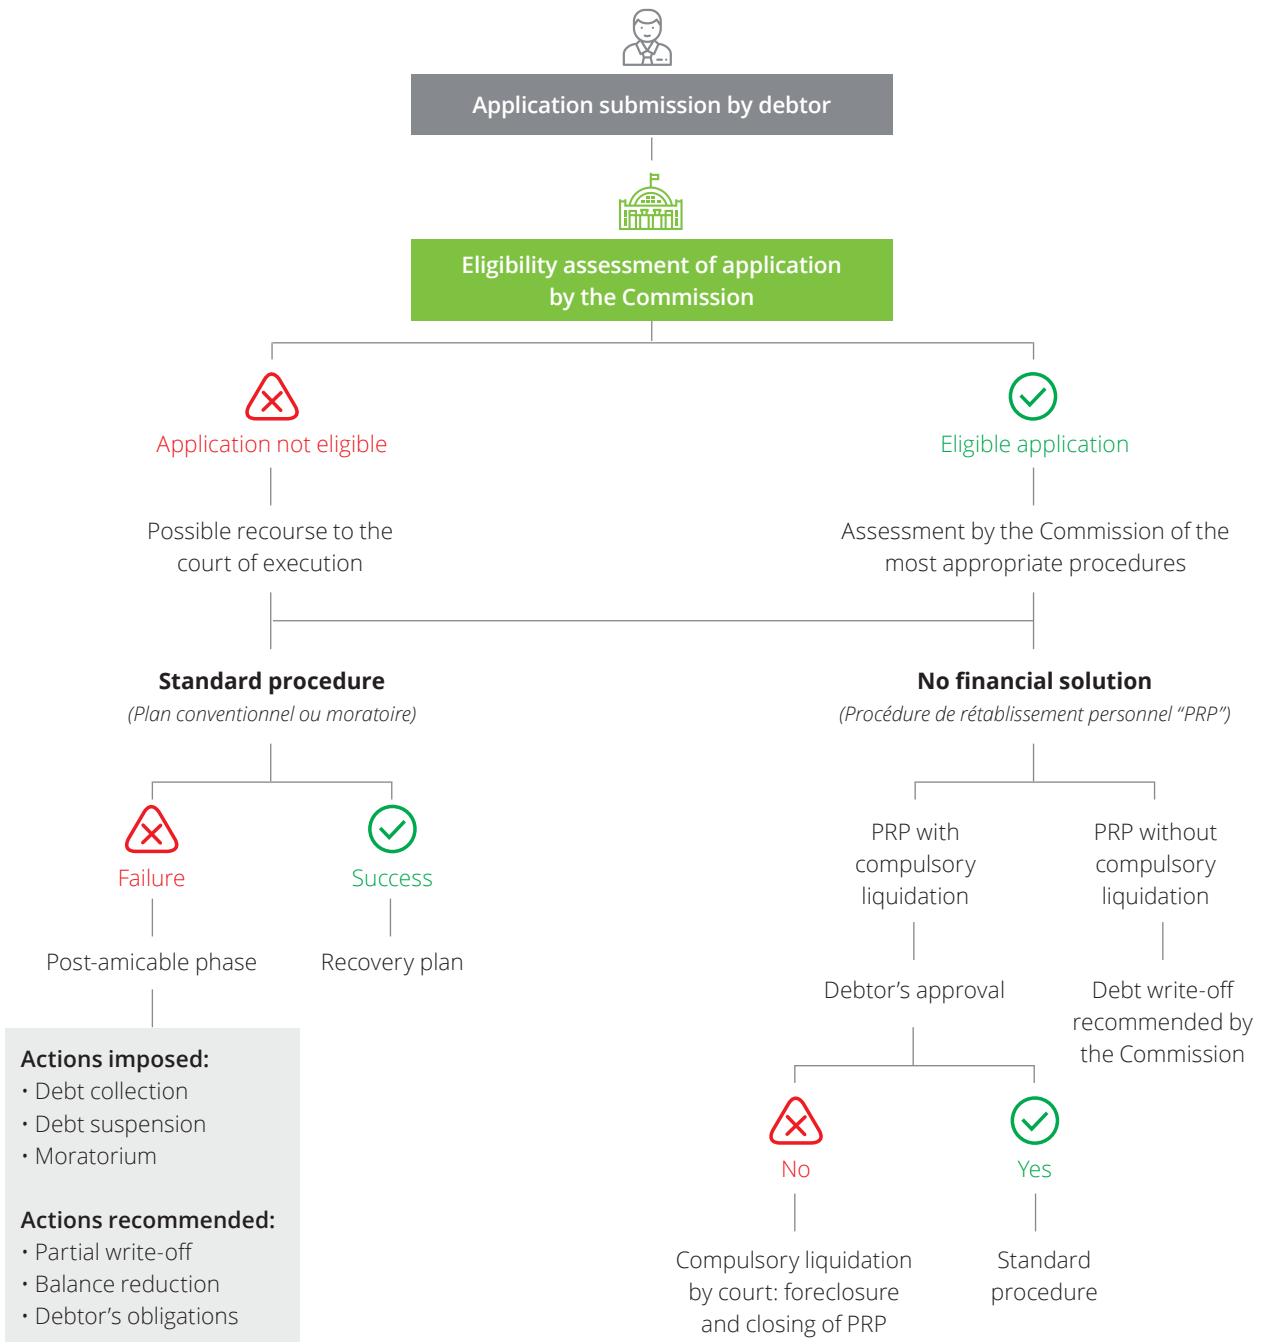 Application submission by debtor
Eligibility assessment of application
by the Commission
Application not eligible
Eligible application
Possible recourse to the
court of execution
Assessment by the Commission of the
most appropriate procedures
Standard procedure
(Plan conventionnel ou moratoire)
No financial solution
(Procédure de rétablissement personnel “PRP”)
Failure
Success
PRP with
compulsory
liquidation
PRP without
compulsory
liquidation
Post-amicable phase
Recovery plan
Debtor’s approval
Debt write-off
recommended by
the Commission
Actions imposed:
• Debt collection
• Debt suspension
• Moratorium
Actions recommended:
• Partial write-off
• Balance reduction
• Debtor’s obligations
No
Yes
Compulsory liquidation
by court: foreclosure
and closing of PRP
Standard
procedure